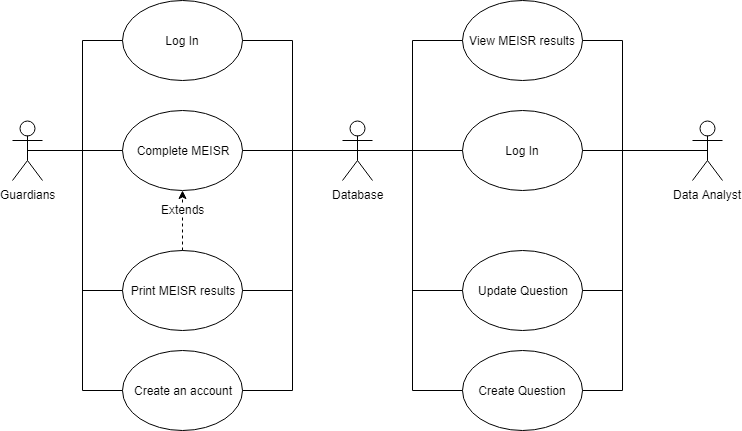 Log In
View MEISR results
Complete MEISR
Log In
Guardians
Database
Data Analyst
Extends
Print MEISR results
Update Question
Create an account
Create Question